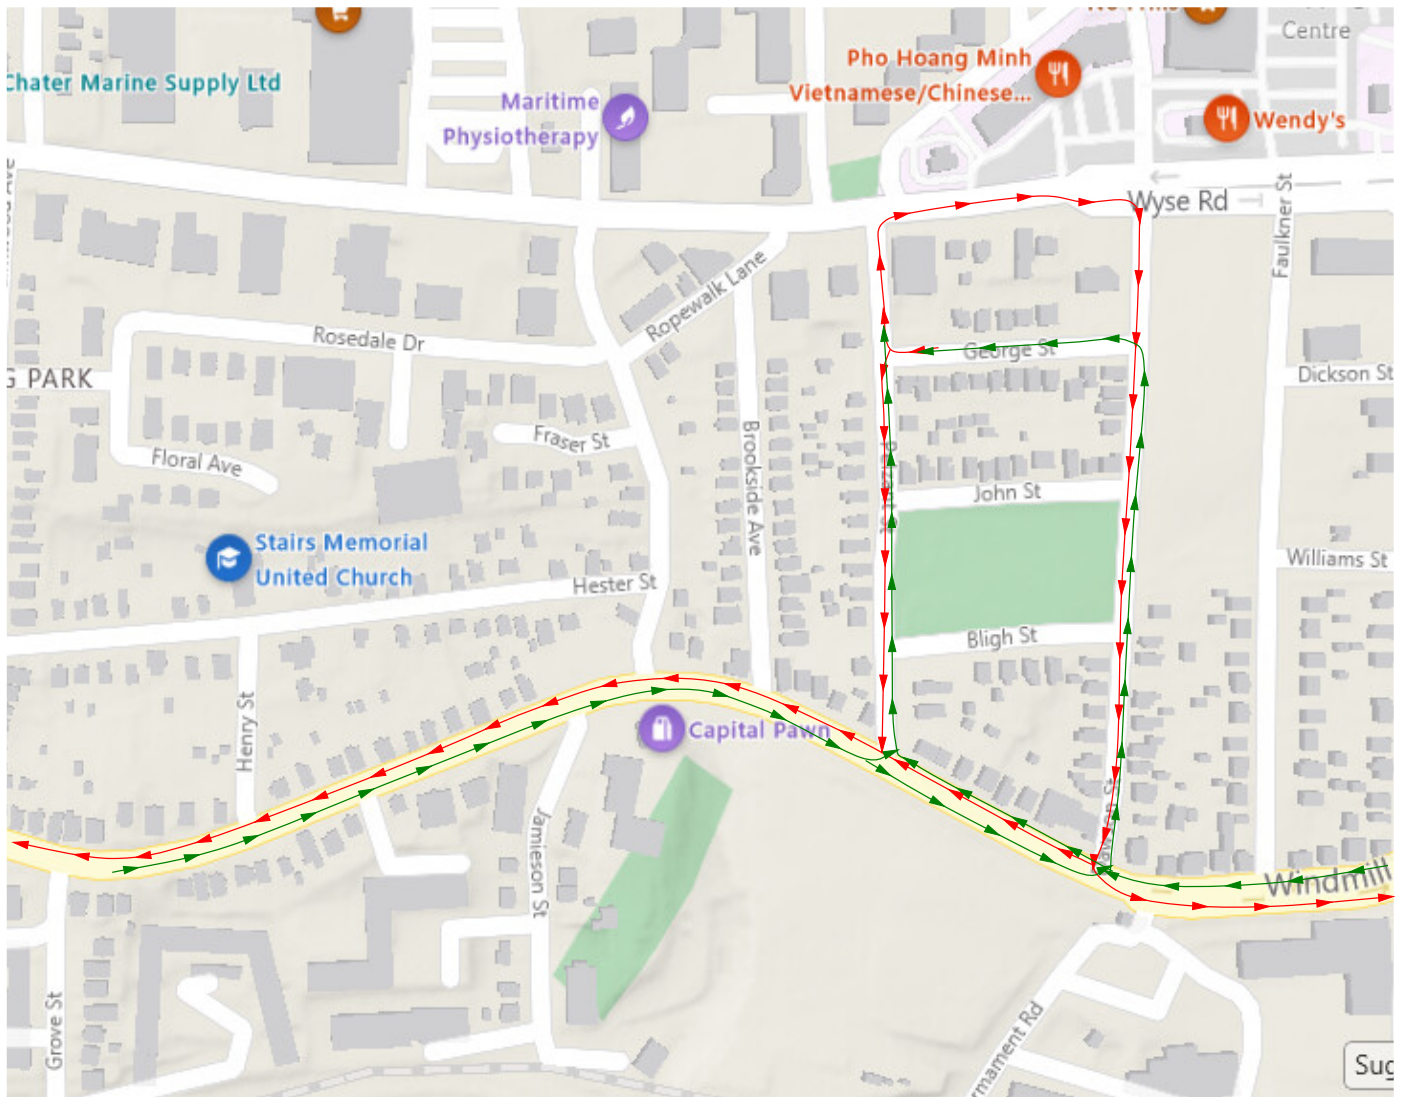 Centre
Chater Marine Supply Ltd
Pho Hoang Minh
Vietnamese/Chinese...
Maritime
Physiotherapy
Wendy's
Wyse Rd
Faulkner St
Ropewalk Lane
Rosedale Dr
George St
G PARK
Dickson St
Fraser St
Floral Ave
Brookside Ave
John St
Stairs Memorial
United Church
Hester St
Williams St
Bligh St
Henry St
Capital Pawn
Jamieson St
Windmill
Grove St
rmament Rd
Sug